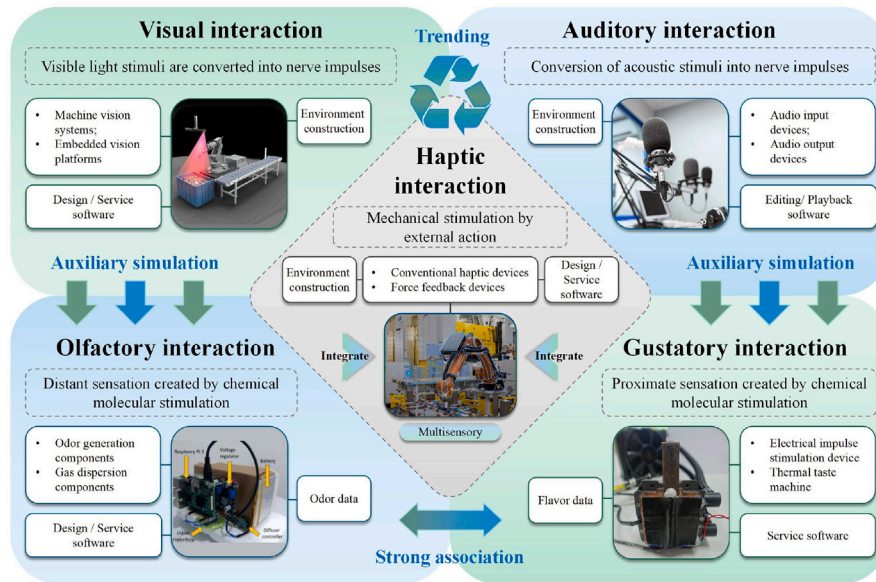 Visual interaction
Visible light stimuli are converted into nerve impulses
• Machine vision
systems;
• Embedded vision
platforms
Environment
construction
Design / Service
software
Trending
Auditory interaction
Conversion of acoustic stimuli into nerve impulses
Environment
construction
• Audio input
devices;
• Audio output
devices
Editing/ Playback
software
Haptic
interaction
Mechanical stimulation by
external action
Environment
construction
• Conventional haptic devices
• Force feedback devices
Design /
Service
software
Integrate
Integrate
Multisensory
Auxiliary simulation
Auxiliary simulation
Olfactory interaction
Distant sensation created by chemical
molecular stimulation
• Odor generation
components
• Gas dispersion
components
Design / Service
software
Raspberry Pi 3
Voltage
regulator
Battery
Diffuser
controller
Odor data
Gustatory interaction
Proximate sensation created by chemical
molecular stimulation
Flavor data
• Electrical impulse
stimulation device
• Thermal taste
machine
Service software
Strong association